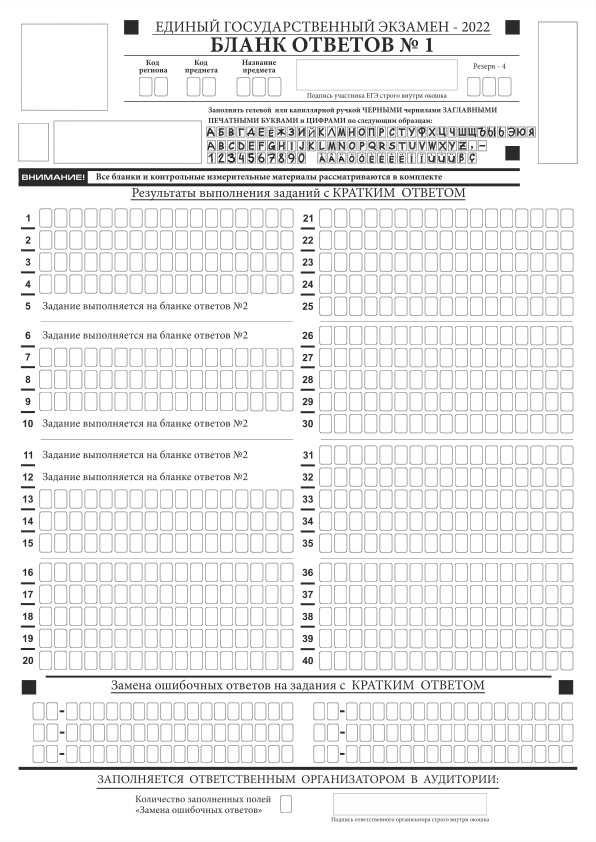 ЕДИНЫЙ ГОСУДАРСТВЕННЫЙ ЭКЗАМЕН - 2022
БЛАНК ОТВЕТОВ № 1
Код региона
Код предмета
Название предмета
Резерв - 4
Подпись участника ЕГЭ строго внутри окошка
Заполнять гелевой или капиллярной ручкой ЧЕРНЫМИ чернилами ЗАГЛАВНЫМИ
ПЕЧАТНЫМИ БУКВАМИ и ЦИФРАМИ по следующим образцам:
АБВГДЕЁЖЗИЙКЛМНОПРСТУФХЦЧШЩЪЫЬЭЮЯ
ABCDEFGHIJKLMNOPQRSTUVWXYZ,-
1234567890
ВНИМАНИЕ! Все бланки и контрольные измерительные материалы рассматриваются в комплекте
Результаты выполнения заданий с КРАТКИМ ОТВЕТОМ
1
2
3
4
5 Задание выполняется на бланке ответов №2
6 Задание выполняется на бланке ответов №2
7
8
9
10 Задание выполняется на бланке ответов №2
11 Задание выполняется на бланке ответов №2
12 Задание выполняется на бланке ответов №2
13
14
15
16
17
18
19
20
21
22
23
24
25
26
27
28
29
30
31
32
33
34
35
36
37
38
39
40
Замена ошибочных ответов на задания с КРАТКИМ ОТВЕТОМ
- -
- -
- -
ЗАПОЛНЯЕТСЯ ОТВЕТСТВЕННЫМ ОРГАНИЗАТОРОМ В АУДИТОРИИ:
Количество заполненных полей
«Замена ошибочных ответов»
Подпись ответственного организатора строго внутри окошка